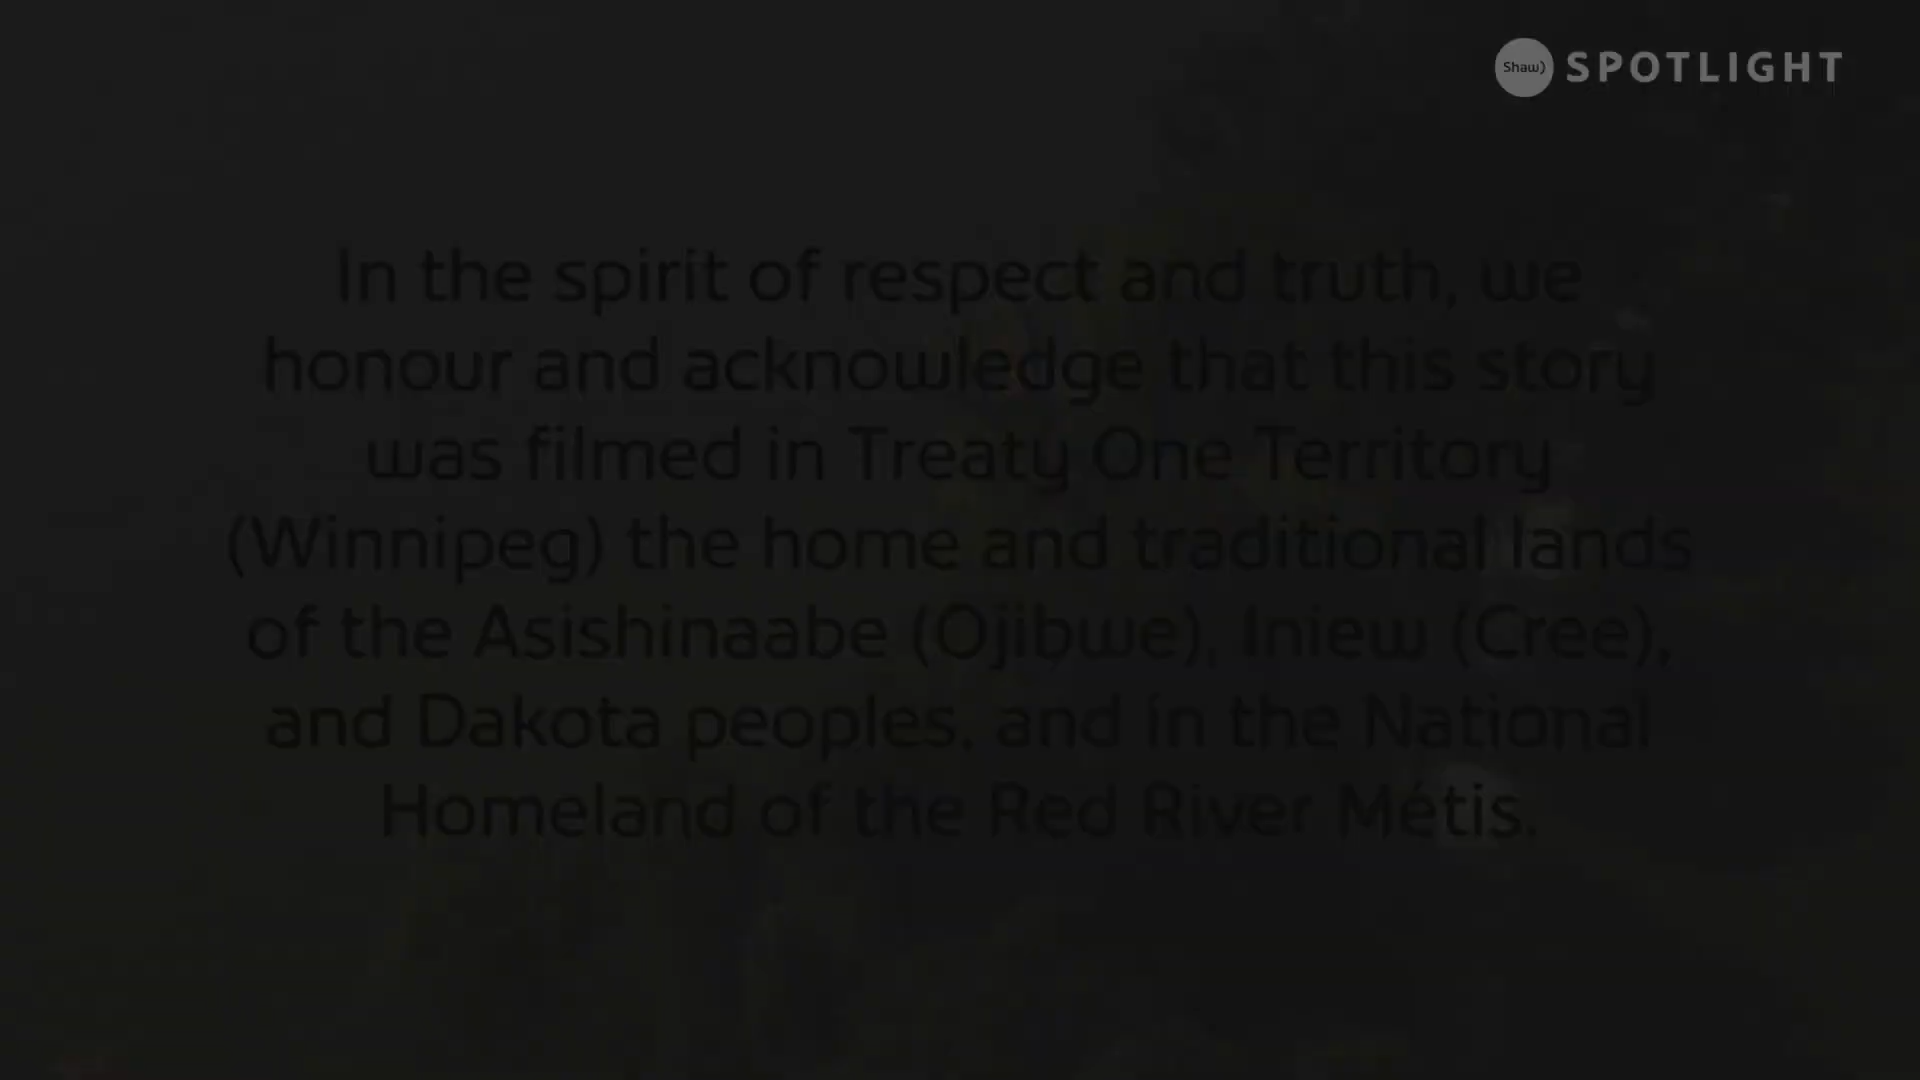 Shaw) SPOTLIGHT
In the spirit of respect and truth, we
honour and acknowledge that this story
was filmed in Treaty One Territory
(Winnipeg) the home and traditional lands
of the Asishinaabe (Ojibwe), Iniew (Cree),
and Dakota peoples, and in the National
Homeland of the Red River Métis.